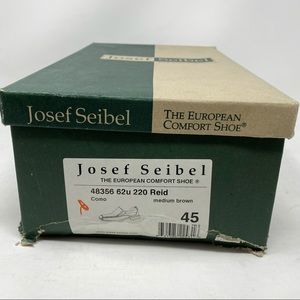 Josef Seibel
Josef Seibel
THE EUROPEAN
COMFORT SHOE®
Josef Seibel
THE EUROPEAN COMFORT SHOE ®
48356 62u 220 Reid
Como
medium brown
45